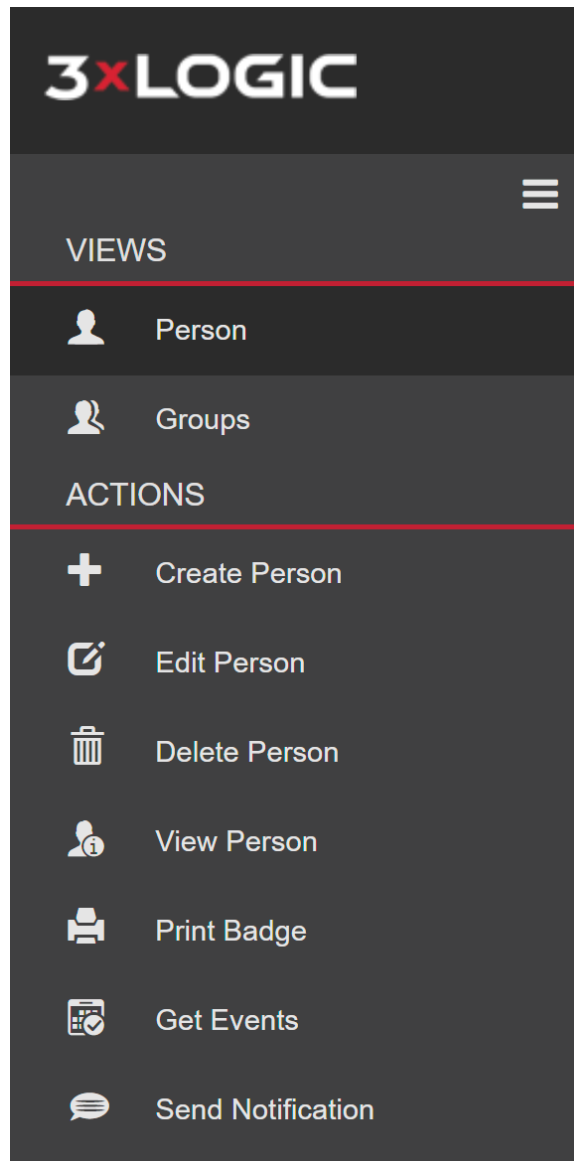 3xLOGIC
VIEWS
Person
Groups
ACTIONS
Create Person
Edit Person
Delete Person
View Person
Print Badge
Get Events
Send Notification